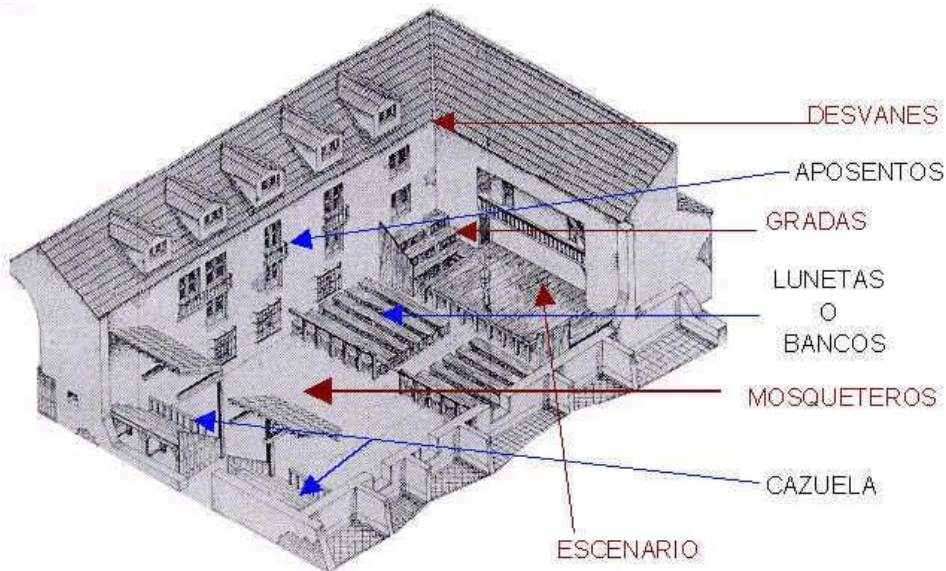 DESVANES
APOSENTOS
GRADAS
LUNETAS
O
BANCOS
MOSQUETEROS
CAZUELA
ESCENARIO